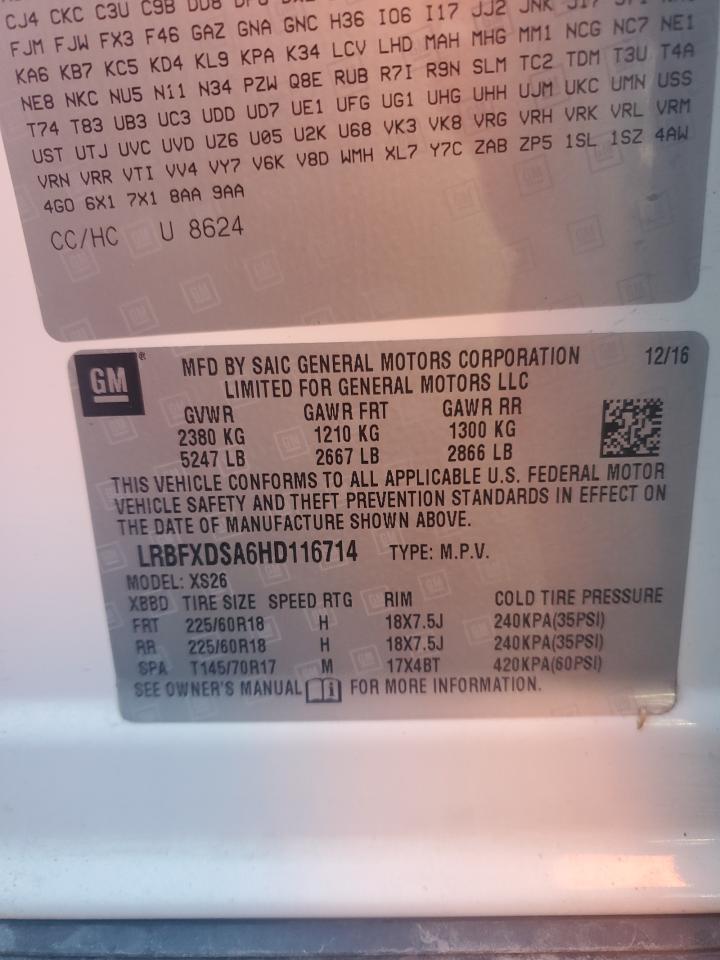 CJ4 CKC C3U C9B DD8
FJM FJW FX3 F46 GAZ GNA GNC H36 IO6 I17 JJ2 JNK
KA6 KB7 KC5 KD4 KL9 KPA K34 LCV LHD MAH MHG MM1 NCG NC7 NE1
NE8 NKC NU5 N11 N34 PZW Q8E RUB R7I R9N SLM TC2 TDM T3U T4A
T74 T83 UB3 UC3 UDD UD7 UE1 UFG UG1 UHG UHH UJM UKC UMN USS
UST UTJ UVC UVD UZ6 U05 U2K U68 VK3 VK8 VRG VRH VRK VRL VRM
VRN VRR VTI VV4 VY7 V6K V8D WMH XL7 Y7C ZAB ZP5 1SL 1SZ 4AW
4G0 6X1 7X1 8AA 9AA
CC/HC U 8624
GM® MFD BY SAIC GENERAL MOTORS CORPORATION 12/16
LIMITED FOR GENERAL MOTORS LLC
GVWR GAWR FRT GAWR RR
2380 KG 1210 KG 1300 KG
5247 LB 2667 LB 2866 LB
THIS VEHICLE CONFORMS TO ALL APPLICABLE U.S. FEDERAL MOTOR
VEHICLE SAFETY AND THEFT PREVENTION STANDARDS IN EFFECT ON
THE DATE OF MANUFACTURE SHOWN ABOVE.
LRBFXDSA6HD116714 TYPE: M.P.V.
MODEL: XS26
XBBD TIRE SIZE SPEED RTG RIM COLD TIRE PRESSURE
FRT 225/60R18 H 18X7.5J 240KPA(35PSI)
RR 225/60R18 H 18X7.5J 240KPA(35PSI)
SPA T145/70R17 M 17X4BT 420KPA(60PSI)
SEE OWNER'S MANUAL FOR MORE INFORMATION.